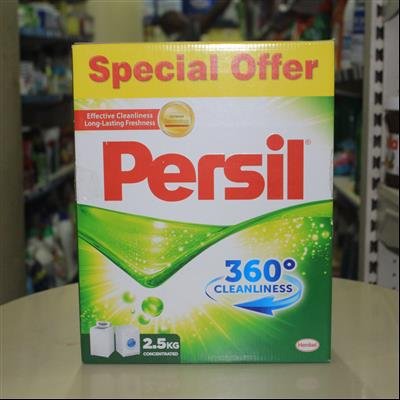 Special Offer
Effective Cleanliness
Long-Lasting Freshness
Persil
360°
CLEANLINESS
2.5KG
CONCENTRATED
Henkel